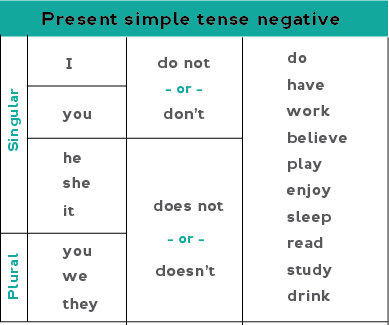 Present simple tense negative
Singular
I
you
he
she
it
Plural
you
we
they
do not
- or -
don't
does not
- or -
doesn't
do
have
work
believe
play
enjoy
sleep
read
study
drink